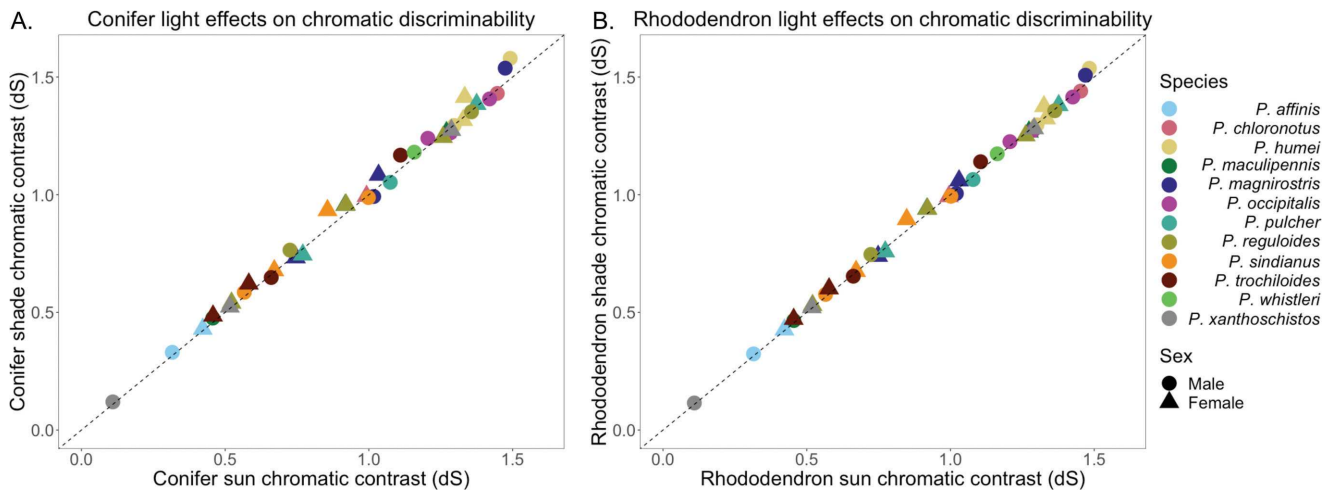 A.
Conifer light effects on chromatic discriminability
Conifer shade chromatic contrast (dS)
1.5
1.0
0.5
0.0
0.0 0.5 1.0 1.5
Conifer sun chromatic contrast (dS)
B.
Rhododendron light effects on chromatic discriminability
Rhododendron shade chromatic contrast (dS)
1.5
1.0
0.5
0.0
0.0 0.5 1.0 1.5
Rhododendron sun chromatic contrast (dS)
Species
P. affinis
P. chloronotus
P. humei
P. maculipennis
P. magnirostris
P. occipitalis
P. pulcher
P. reguloides
P. sindianus
P. trochiloides
P. whistleri
P. xanthoschistos
Sex
Male
Female